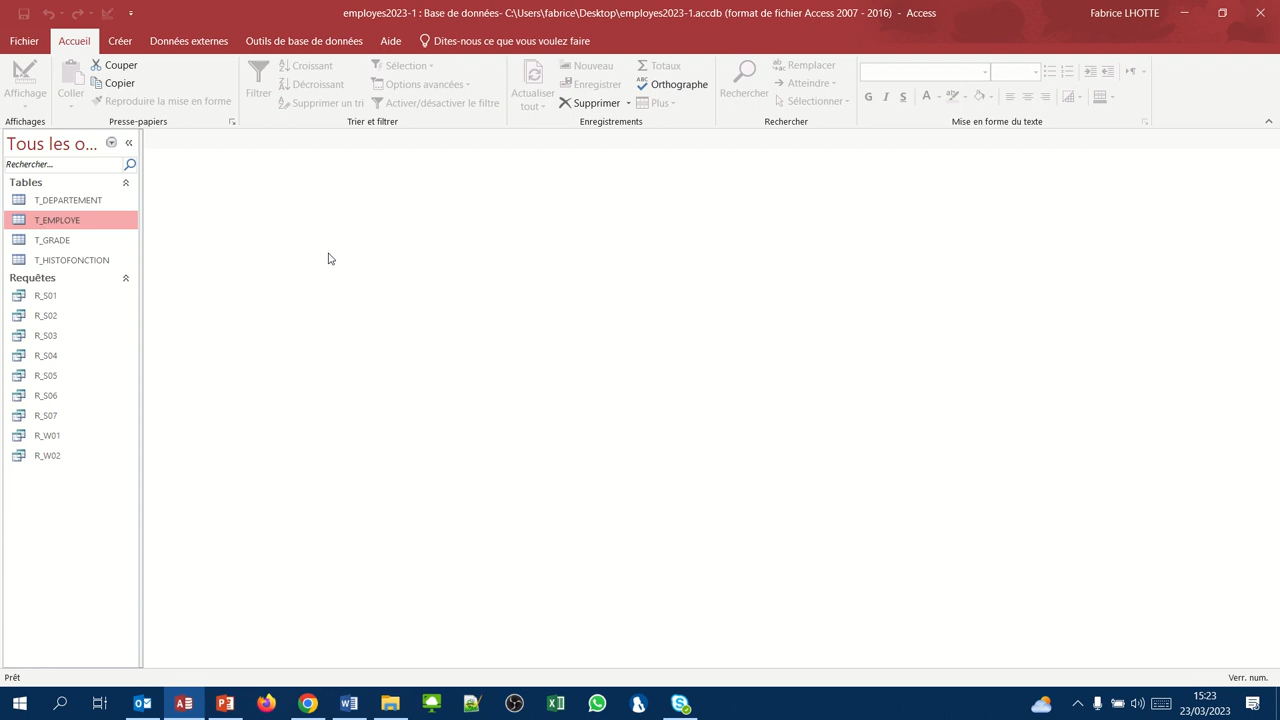 employes2023-1 : Base de données- C:\Users\fabrice\Desktop\employes2023-1.accdb (format de fichier Access 2007 - 2016) - Access
Fabrice LHOTTE
Fichier Accueil Créer Données externes Outils de base de données Aide Dites-nous ce que vous voulez faire
Affichage
Affichages
Coller
Couper
Copier
Reproduire la mise en forme
Presse-papiers
Filtrer
Croissant
Décroissant
Supprimer un tri
Sélection
Options avancées
Activer/désactiver le filtre
Trier et filtrer
Actualiser
tout
Nouveau
Enregistrer
Supprimer
Totaux
Orthographe
Plus
Enregistrements
Rechercher
Remplacer
Atteindre
Sélectionner
Rechercher
G I S A
Mise en forme du texte
Tous les o...
Rechercher...
Tables
T_DEPARTEMENT
T_EMPLOYE
T_GRADE
T_HISTOFONCTION
Requêtes
R_S01
R_S02
R_S03
R_S04
R_S05
R_S06
R_S07
R_W01
R_W02
Prêt
Verr. num.
15:23
23/03/2023